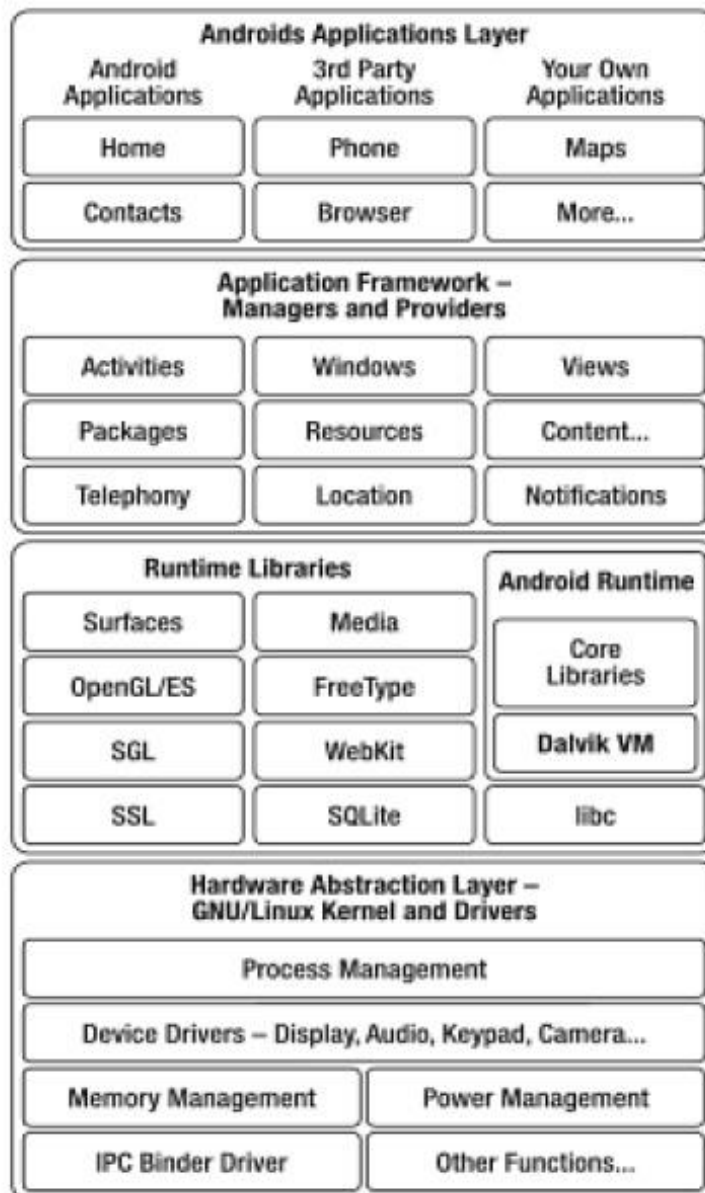 Androids Applications Layer
Android
Applications
3rd Party
Applications
Your Own
Applications
Home
Phone
Maps
Contacts
Browser
More...
Application Framework –
Managers and Providers
Activities
Windows
Views
Packages
Resources
Content...
Telephony
Location
Notifications
Runtime Libraries
Android Runtime
Surfaces
Media
Core
Libraries
OpenGL/ES
FreeType
SGL
WebKit
Dalvik VM
SSL
SQLite
libc
Hardware Abstraction Layer –
GNU/Linux Kernel and Drivers
Process Management
Device Drivers – Display, Audio, Keypad, Camera...
Memory Management
Power Management
IPC Binder Driver
Other Functions...